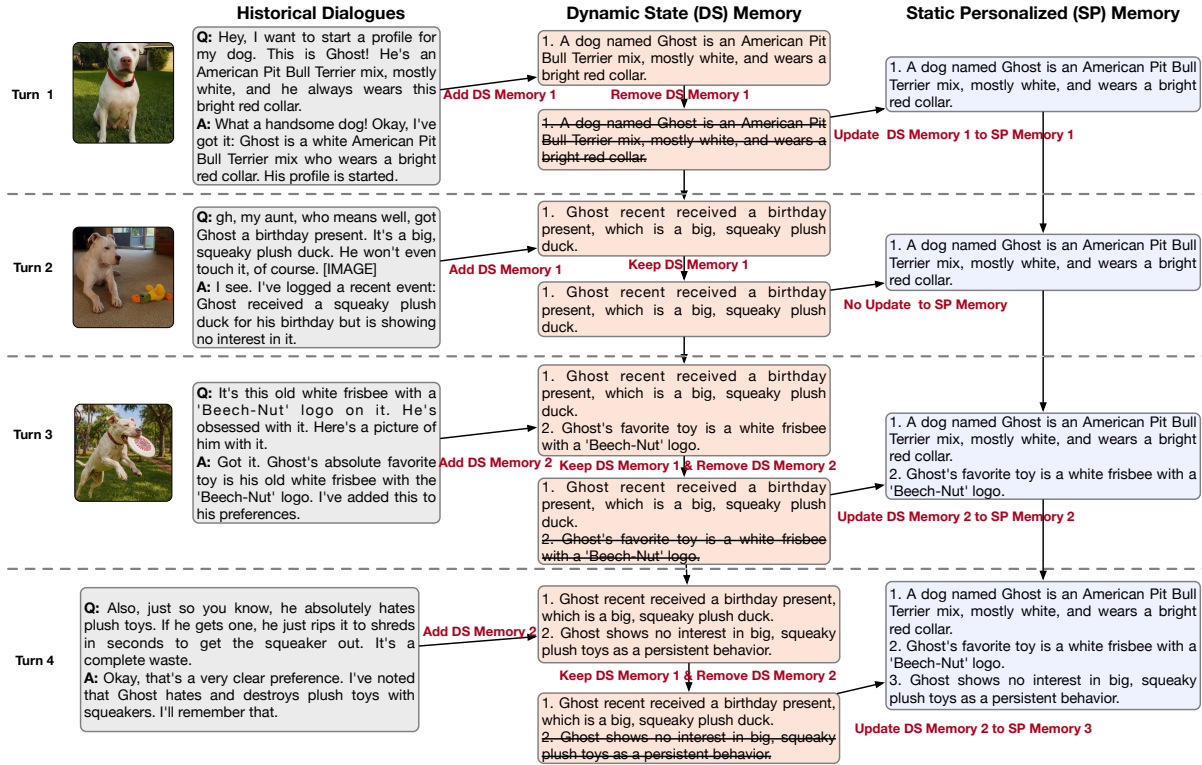 Historical Dialogues
Dynamic State (DS) Memory
Static Personalized (SP) Memory
Turn 1
Q: Hey, I want to start a profile for
my dog. This is Ghost! He's an
American Pit Bull Terrier mix, mostly
white, and he always wears this
bright red collar.
A: What a handsome dog! Okay, I've
got it: Ghost is a white American Pit
Bull Terrier mix who wears a bright
red collar. His profile is started.
Add DS Memory 1
1. A dog named Ghost is an American Pit
Bull Terrier mix, mostly white, and wears a
bright red collar.
Remove DS Memory 1
1. A dog named Ghost is an American Pit
Bull Terrier mix, mostly white, and wears a
bright red collar.
Update DS Memory 1 to SP Memory 1
1. A dog named Ghost is an American Pit Bull
Terrier mix, mostly white, and wears a bright
red collar.
Turn 2
Q: gh, my aunt, who means well, got
Ghost a birthday present. It's a big,
squeaky plush duck. He won't even
touch it, of course. [IMAGE]
A: I see. I've logged a recent event:
Ghost received a squeaky plush
duck for his birthday but is showing
no interest in it.
Add DS Memory 1
1. Ghost recent received a birthday
present, which is a big, squeaky plush
duck.
Keep DS Memory 1
1. Ghost recent received a birthday
present, which is a big, squeaky plush
duck.
No Update to SP Memory
1. A dog named Ghost is an American Pit Bull
Terrier mix, mostly white, and wears a bright
red collar.
Turn 3
Q: It's this old white frisbee with a
'Beech-Nut' logo on it. He's
obsessed with it. Here's a picture of
him with it.
A: Got it. Ghost's absolute favorite
toy is his old white frisbee with the
'Beech-Nut' logo. I've added this to
his preferences.
Add DS Memory 2
1. Ghost recent received a birthday
present, which is a big, squeaky plush
duck.
2. Ghost's favorite toy is a white frisbee
with a 'Beech-Nut' logo.
Keep DS Memory 1 & Remove DS Memory 2
1. Ghost recent received a birthday
present, which is a big, squeaky plush
duck.
2. Ghost's favorite toy is a white frisbee
with a 'Beech-Nut' logo.
Update DS Memory 2 to SP Memory 2
1. A dog named Ghost is an American Pit Bull
Terrier mix, mostly white, and wears a bright
red collar.
2. Ghost's favorite toy is a white frisbee with a
'Beech-Nut' logo.
Turn 4
Q: Also, just so you know, he absolutely hates
plush toys. If he gets one, he just rips it to shreds
in seconds to get the squeaker out. It's a
complete waste.
A: Okay, that's a very clear preference. I've
noted that Ghost hates and destroys plush toys with
squeakers. I'll remember that.
Add DS Memory 2
1. Ghost recent received a birthday present,
which is a big, squeaky plush duck.
2. Ghost shows no interest in big, squeaky
plush toys as a persistent behavior.
Keep DS Memory 1 & Remove DS Memory 2
1. Ghost recent received a birthday present,
which is a big, squeaky plush duck.
2. Ghost shows no interest in big, squeaky
plush toys as a persistent behavior.
Update DS Memory 2 to SP Memory 3
1. A dog named Ghost is an American Pit Bull
Terrier mix, mostly white, and wears a bright
red collar.
2. Ghost's favorite toy is a white frisbee with a
'Beech-Nut' logo.
3. Ghost shows no interest in big, squeaky
plush toys as a persistent behavior.